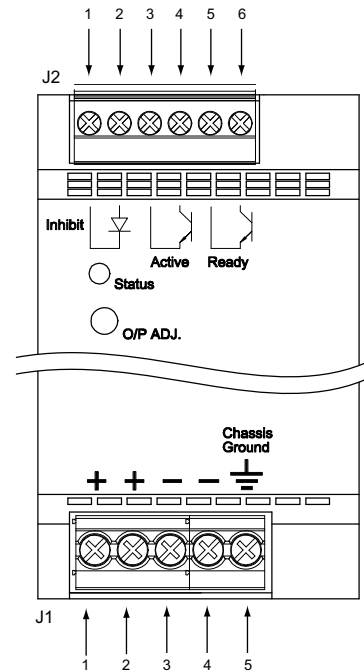 1 2 3 4 5 6
J2
Inhibit
Active Ready
Status
O/P ADJ.
Chassis
Ground
+ + − −
J1
1 2 3 4 5